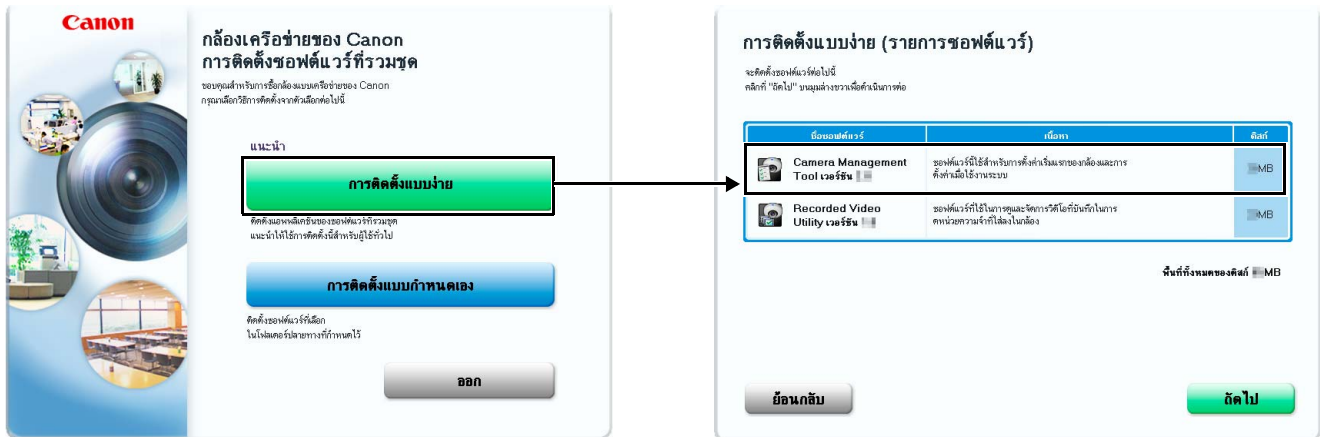 Canon
กล้องเครือข่ายของ Canon
การติดตั้งซอฟต์แวร์ที่รวมชุด
ขอบคุณสำหรับการซื้อกล้องแบบเครือข่ายของ Canon
กรุณาเลือกวิธีการติดตั้งจากตัวเลือกต่อไปนี้
แนะนำ
การติดตั้งแบบง่าย
ติดตั้งแอพพลิเคชันของซอฟต์แวร์ที่รวมชุด
แนะนำให้ใช้การติดตั้งนี้สำหรับผู้ใช้ทั่วไป
การติดตั้งแบบกำหนดเอง
ติดตั้งซอฟต์แวร์ที่เลือก
ในโฟลเดอร์ปลายทางที่กำหนดไว้
ออก
การติดตั้งแบบง่าย (รายการซอฟต์แวร์)
จะติดตั้งซอฟต์แวร์ต่อไปนี้
คลิกที่ "ถัดไป" บนมุมล่างขวาเพื่อดำเนินการต่อ
ชื่อซอฟต์แวร์ เนื้อหา ดิสก์
Camera Management
Tool เวอร์ชัน
ซอฟต์แวร์นี้ใช้สำหรับการตั้งค่าเริ่มแรกของกล้องและการ
ตั้งค่าเมื่อใช้งานระบบ
MB
Recorded Video
Utility เวอร์ชัน
ซอฟต์แวร์ที่ใช้ในการดูและจัดการวิดีโอที่บันทึกในการ
ดหน่วยความจำที่ใส่ลงในกล้อง
MB
พื้นที่ทั้งหมดของดิสก์ MB
ย้อนกลับ
ถัดไป